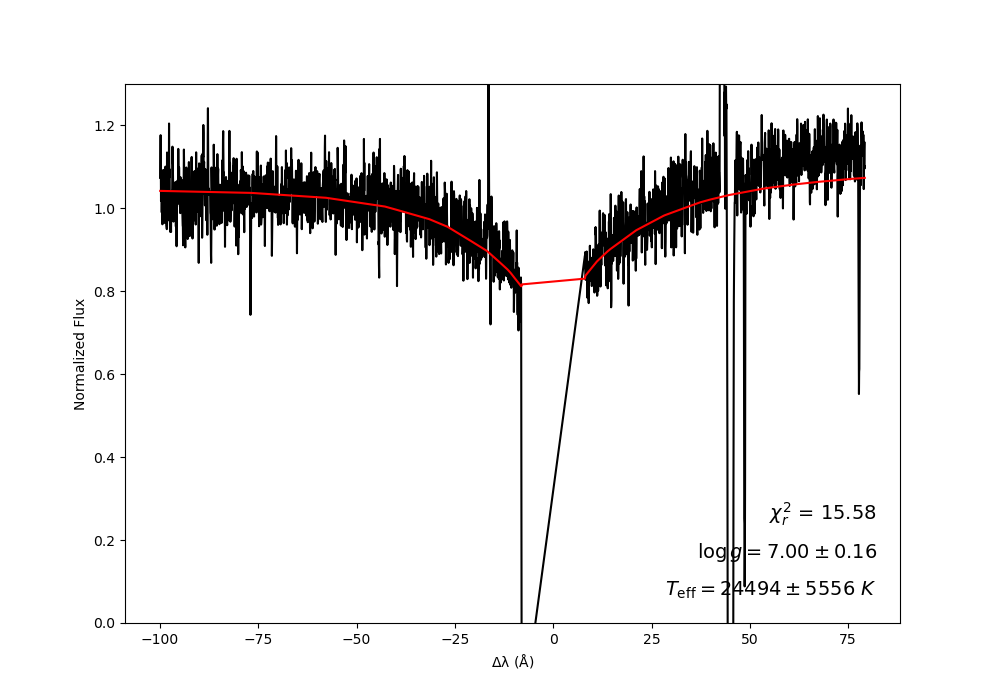 1.2
1.0
0.8
0.6
0.4
0.2
0.0
Normalized Flux
χ²ᵣ = 15.58
log g = 7.00 ± 0.16
T_eff = 24494 ± 5556 K
−100 −75 −50 −25 0 25 50 75
Δλ (Å)